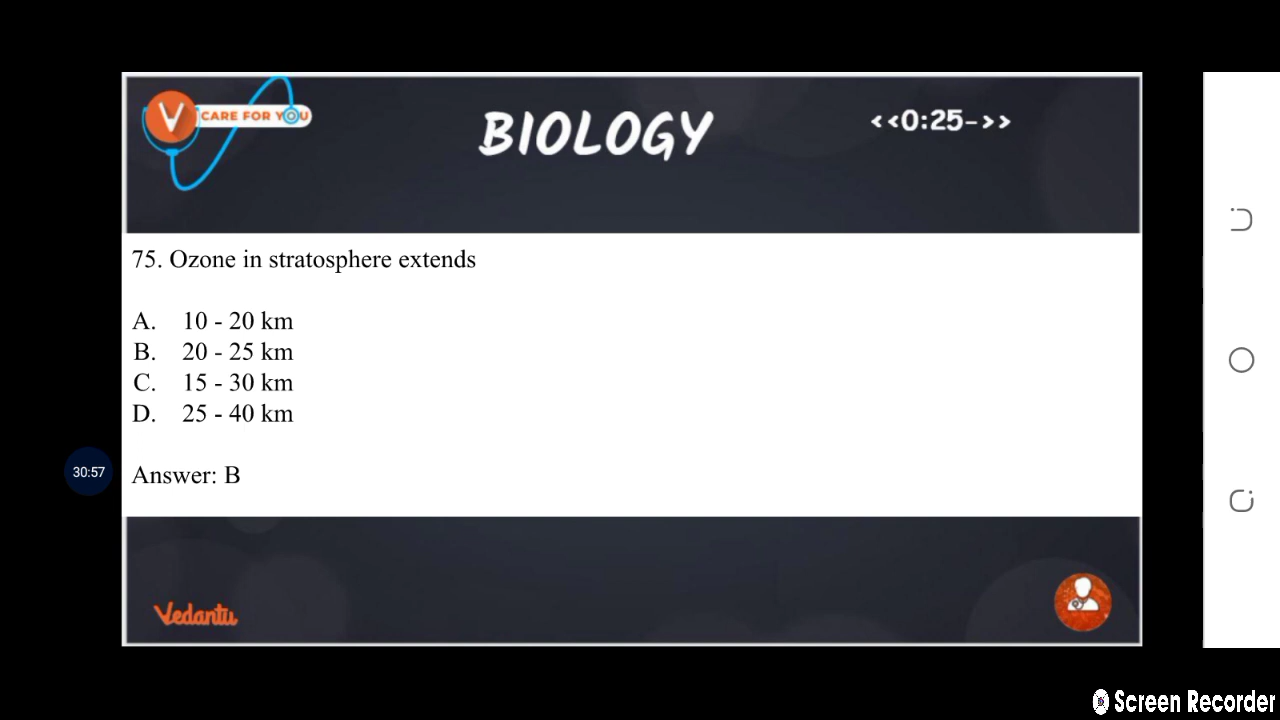 V CARE FOR YOU
BIOLOGY
<<0:25->>
75. Ozone in stratosphere extends
A. 10 - 20 km
B. 20 - 25 km
C. 15 - 30 km
D. 25 - 40 km
30:57
Answer: B
Vedantu
Screen Recorder